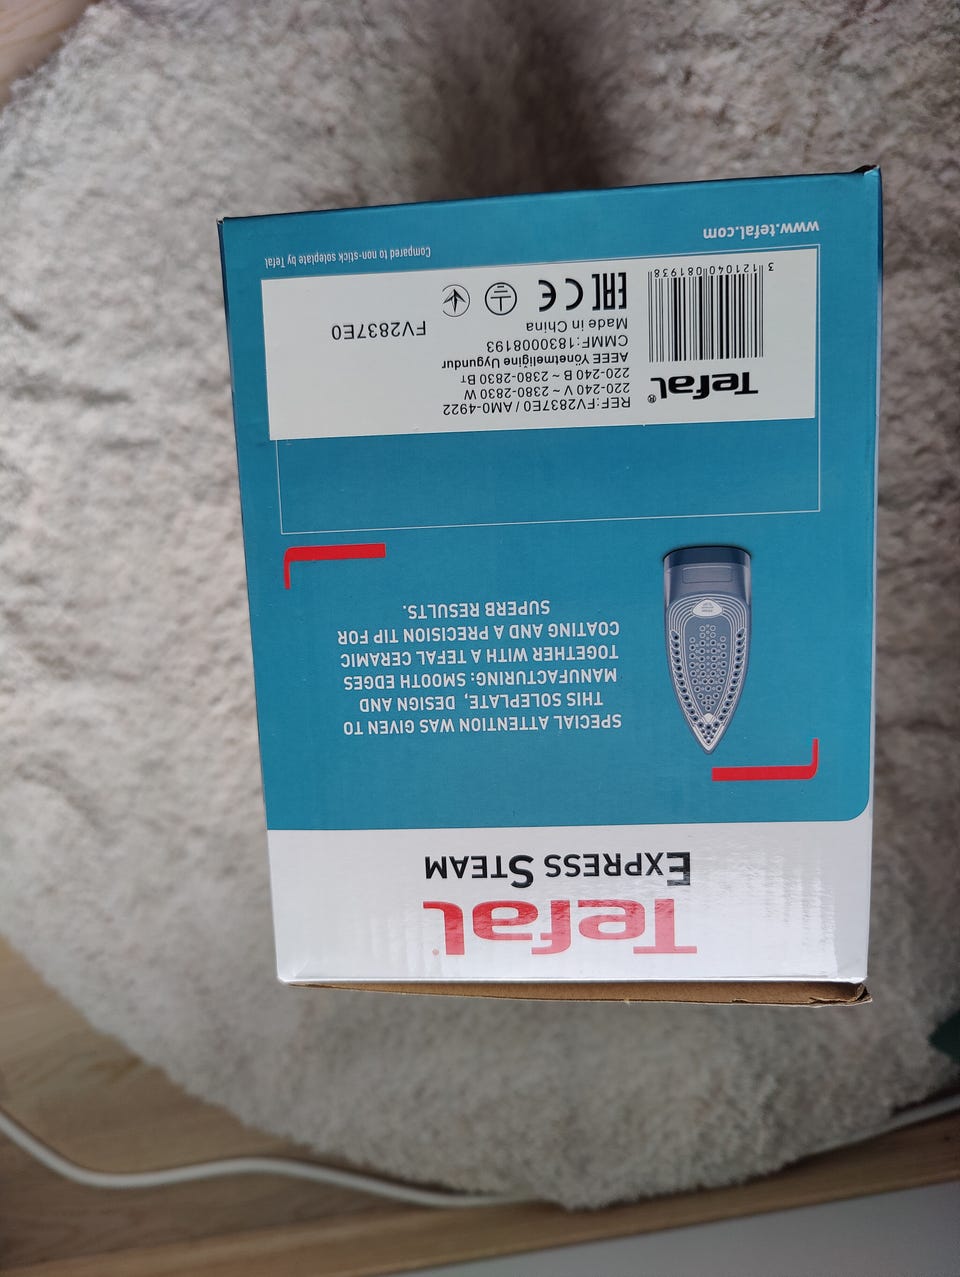 Tefal®
EXPRESS STEAM
SPECIAL ATTENTION WAS GIVEN TO
THIS SOLEPLATE, DESIGN AND
MANUFACTURING: SMOOTH EDGES
TOGETHER WITH A TEFAL CERAMIC
COATING AND A PRECISION TIP FOR
SUPERB RESULTS.
Tefal®
REF:FV2837E0 / AM0-4922
220-240 V ~ 2380-2830 W
220-240 В ~ 2380-2830 Вт
AEEE Yönetmeliğine Uygundur
CMMF:1830008193
Made in China
FV2837E0
EAC CE
3 121040 081938
Compared to non-stick soleplate by Tefal
www.tefal.com